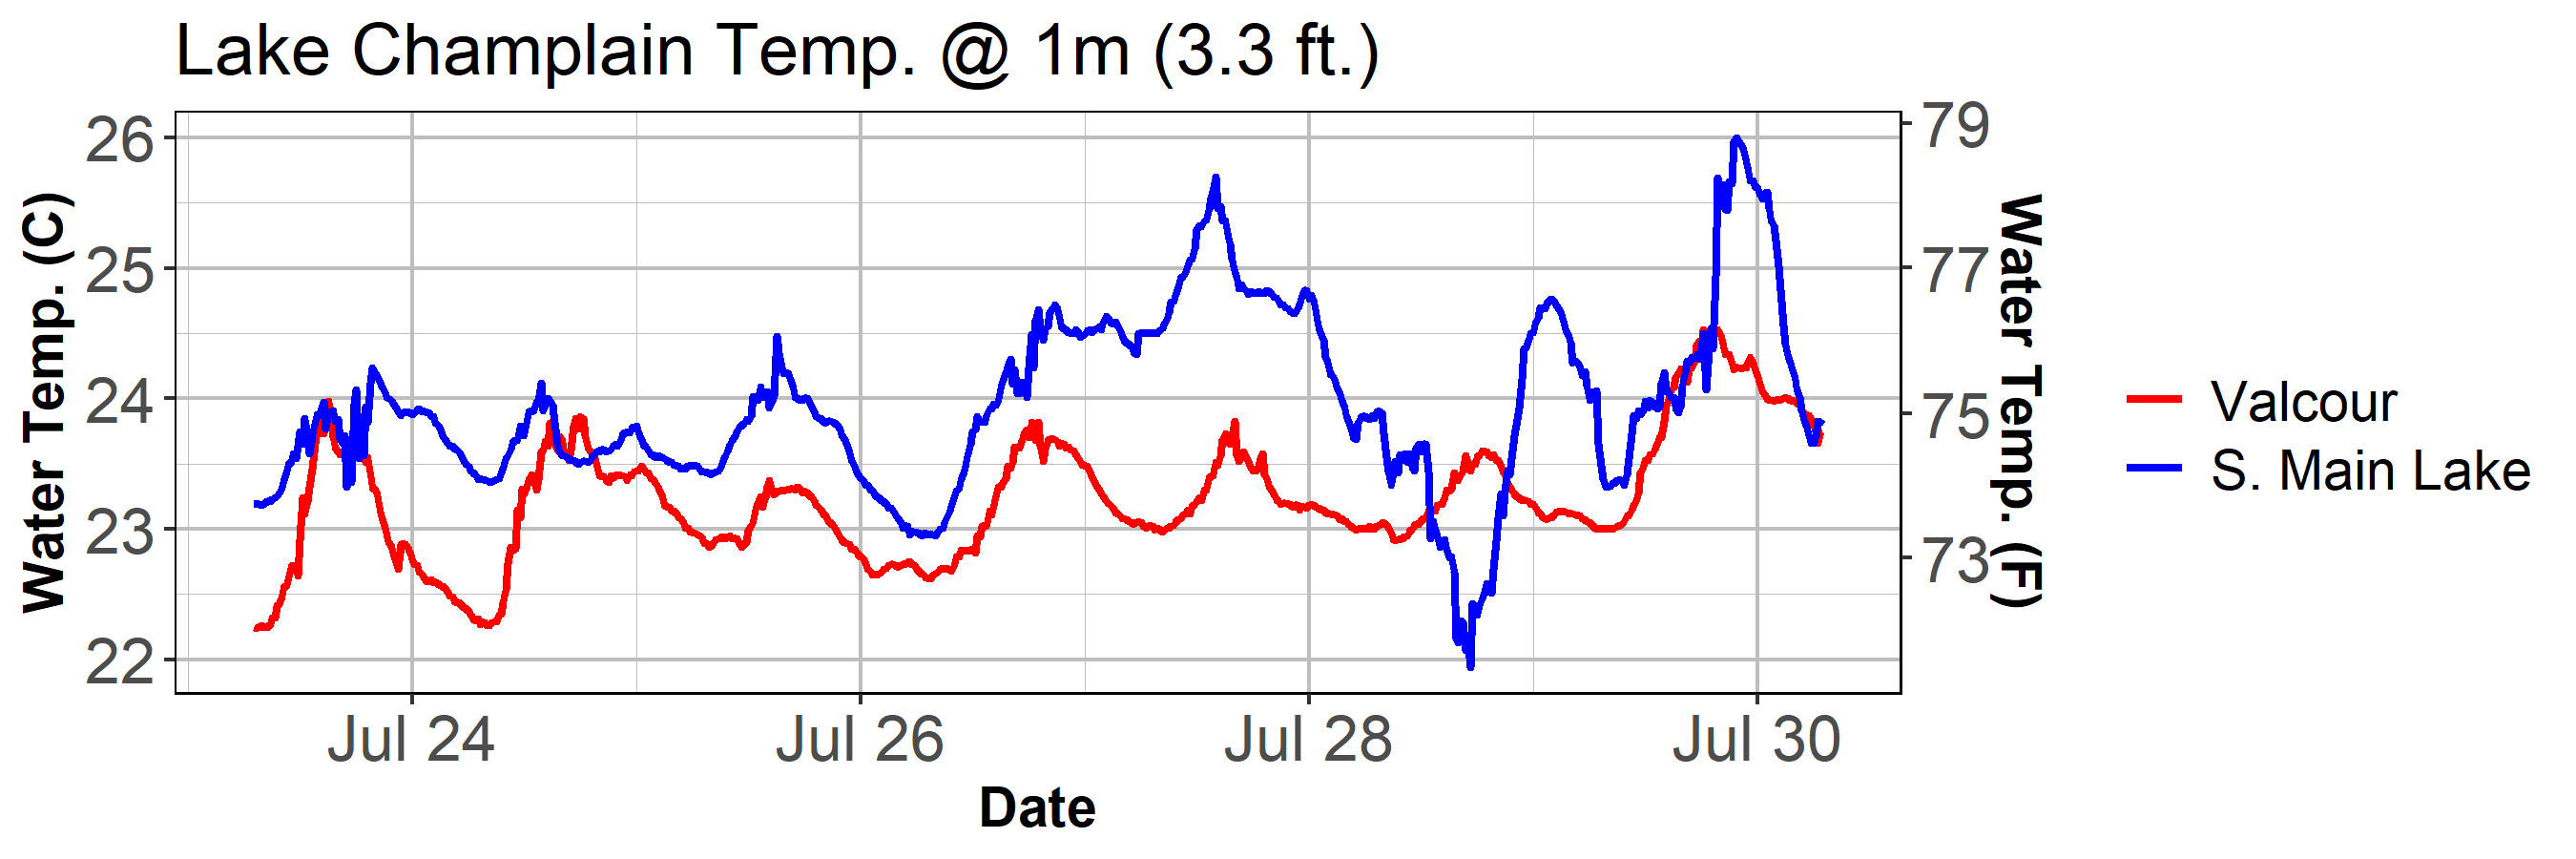 Lake Champlain Temp. @ 1m (3.3 ft.)
Water Temp. (C)
26
25
24
23
22
79
77
75
73
Water Temp. (F)
Jul 24
Jul 26
Jul 28
Jul 30
Date
Valcour
S. Main Lake